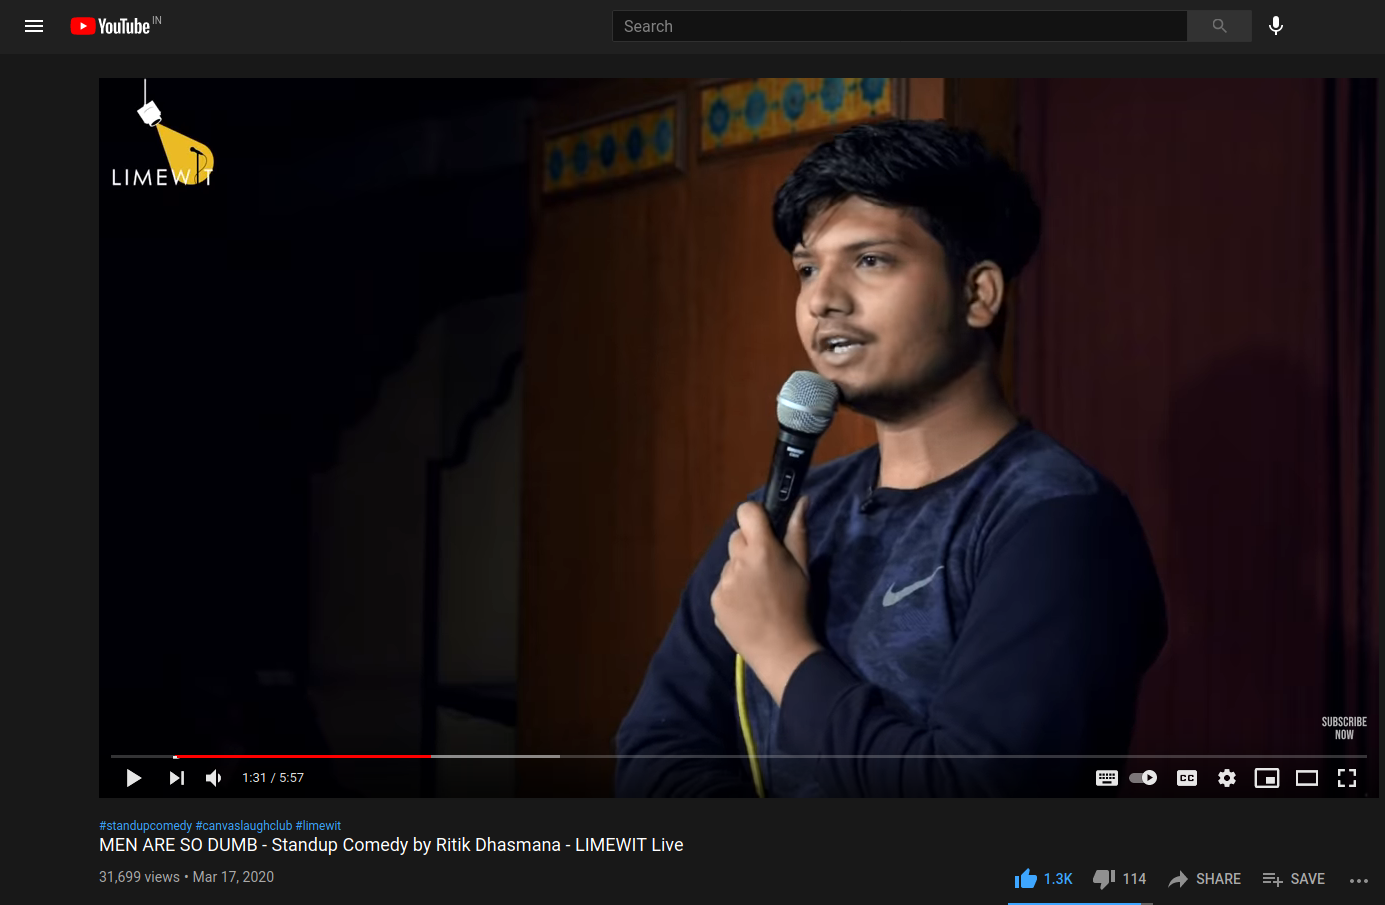 YouTube IN
Search
LIMEWIT
SUBSCRIBE
NOW
1:31 / 5:57
CC
#standupcomedy #canvaslaughclub #limewit
MEN ARE SO DUMB - Standup Comedy by Ritik Dhasmana - LIMEWIT Live
31,699 views • Mar 17, 2020
1.3K 114 SHARE SAVE